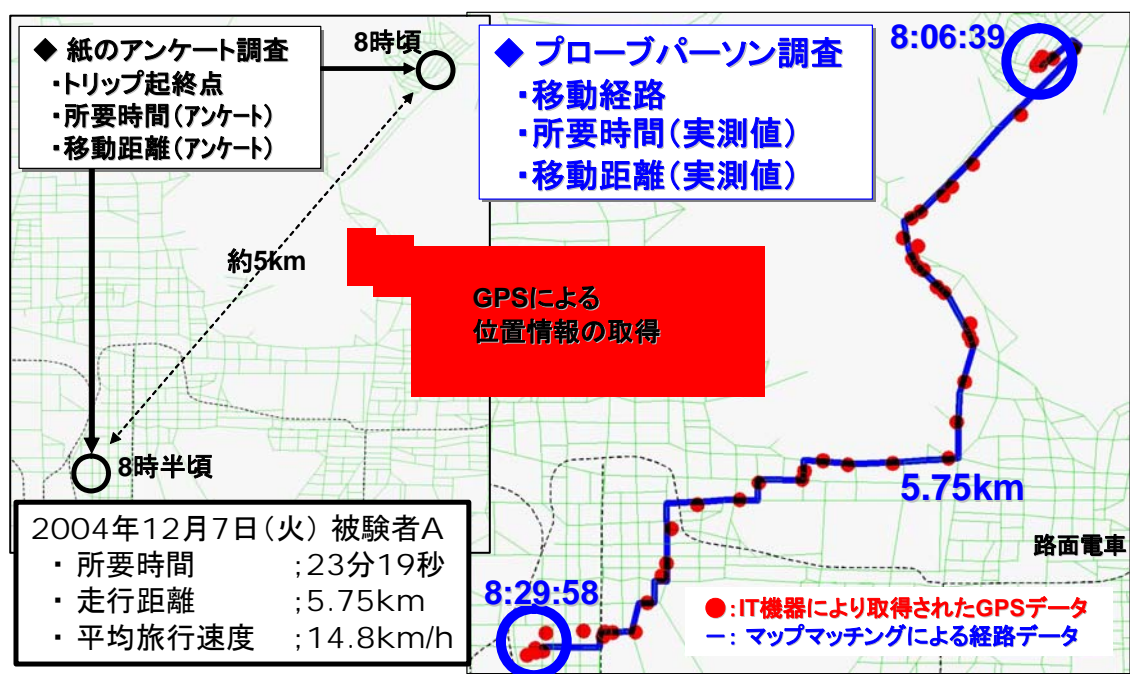 ◆ 紙のアンケート調査
・トリップ起終点
・所要時間(アンケート)
・移動距離(アンケート)
8時頃
約5km
8時半頃
◆ プローブパーソン調査
・移動経路
・所要時間(実測値)
・移動距離(実測値)
8:06:39
GPSによる
位置情報の取得
5.75km
路面電車
8:29:58
●:IT機器により取得されたGPSデータ
ー: マップマッチングによる経路データ
2004年12月7日(火) 被験者A
・ 所要時間 ;23分19秒
・ 走行距離 ;5.75km
・ 平均旅行速度 ;14.8km/h